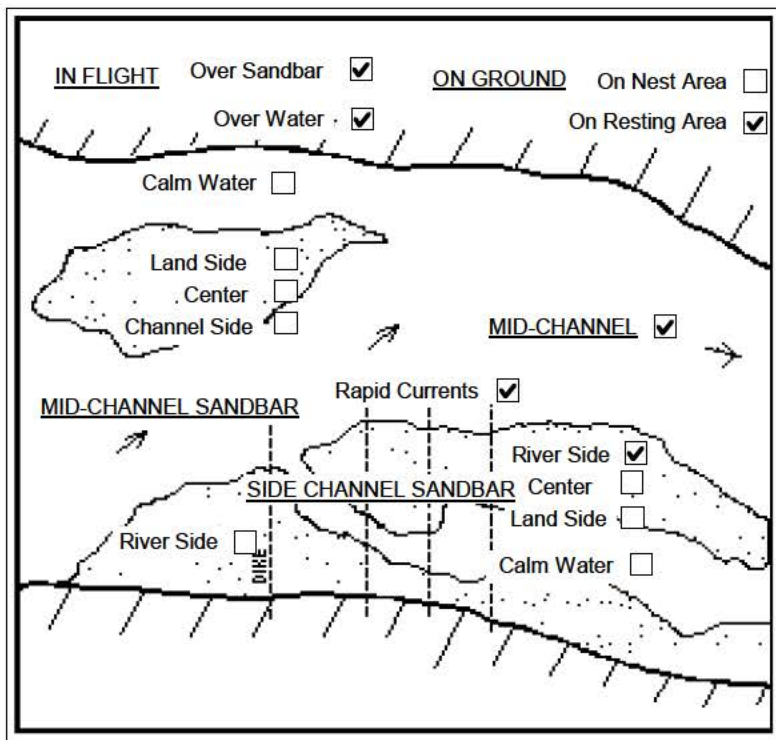 IN FLIGHT Over Sandbar ON GROUND On Nest Area
Over Water On Resting Area
Calm Water
Land Side
Center
Channel Side
MID-CHANNEL
Rapid Currents
MID-CHANNEL SANDBAR
River Side
SIDE CHANNEL SANDBAR Center
Land Side
River Side
DIKE
Calm Water